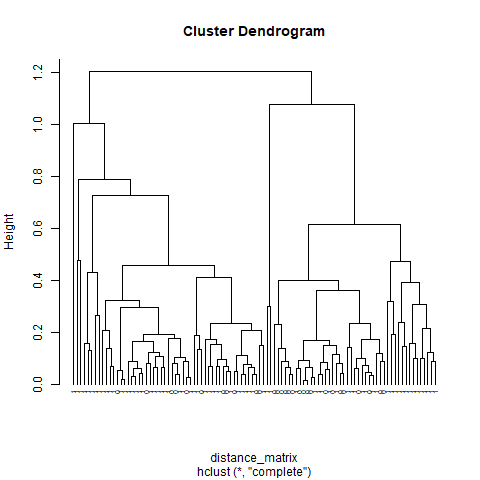 Cluster Dendrogram
Height
1.2
1.0
0.8
0.6
0.4
0.2
0.0
distance_matrix
hclust (*, "complete")